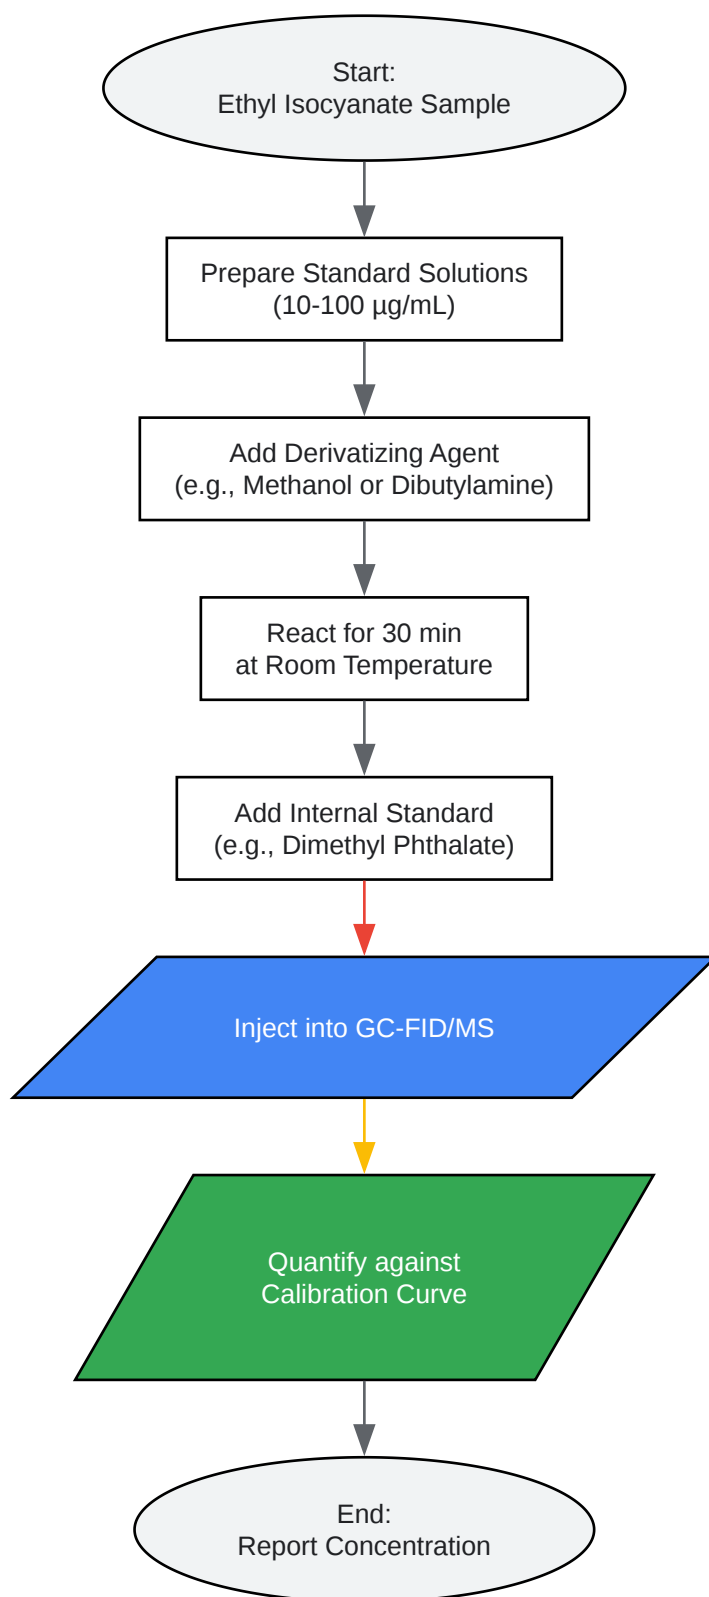 Start:
Ethyl Isocyanate Sample
Prepare Standard Solutions
(10-100 µg/mL)
Add Derivatizing Agent
(e.g., Methanol or Dibutylamine)
React for 30 min
at Room Temperature
Add Internal Standard
(e.g., Dimethyl Phthalate)
Inject into GC-FID/MS
Quantify against
Calibration Curve
End:
Report Concentration